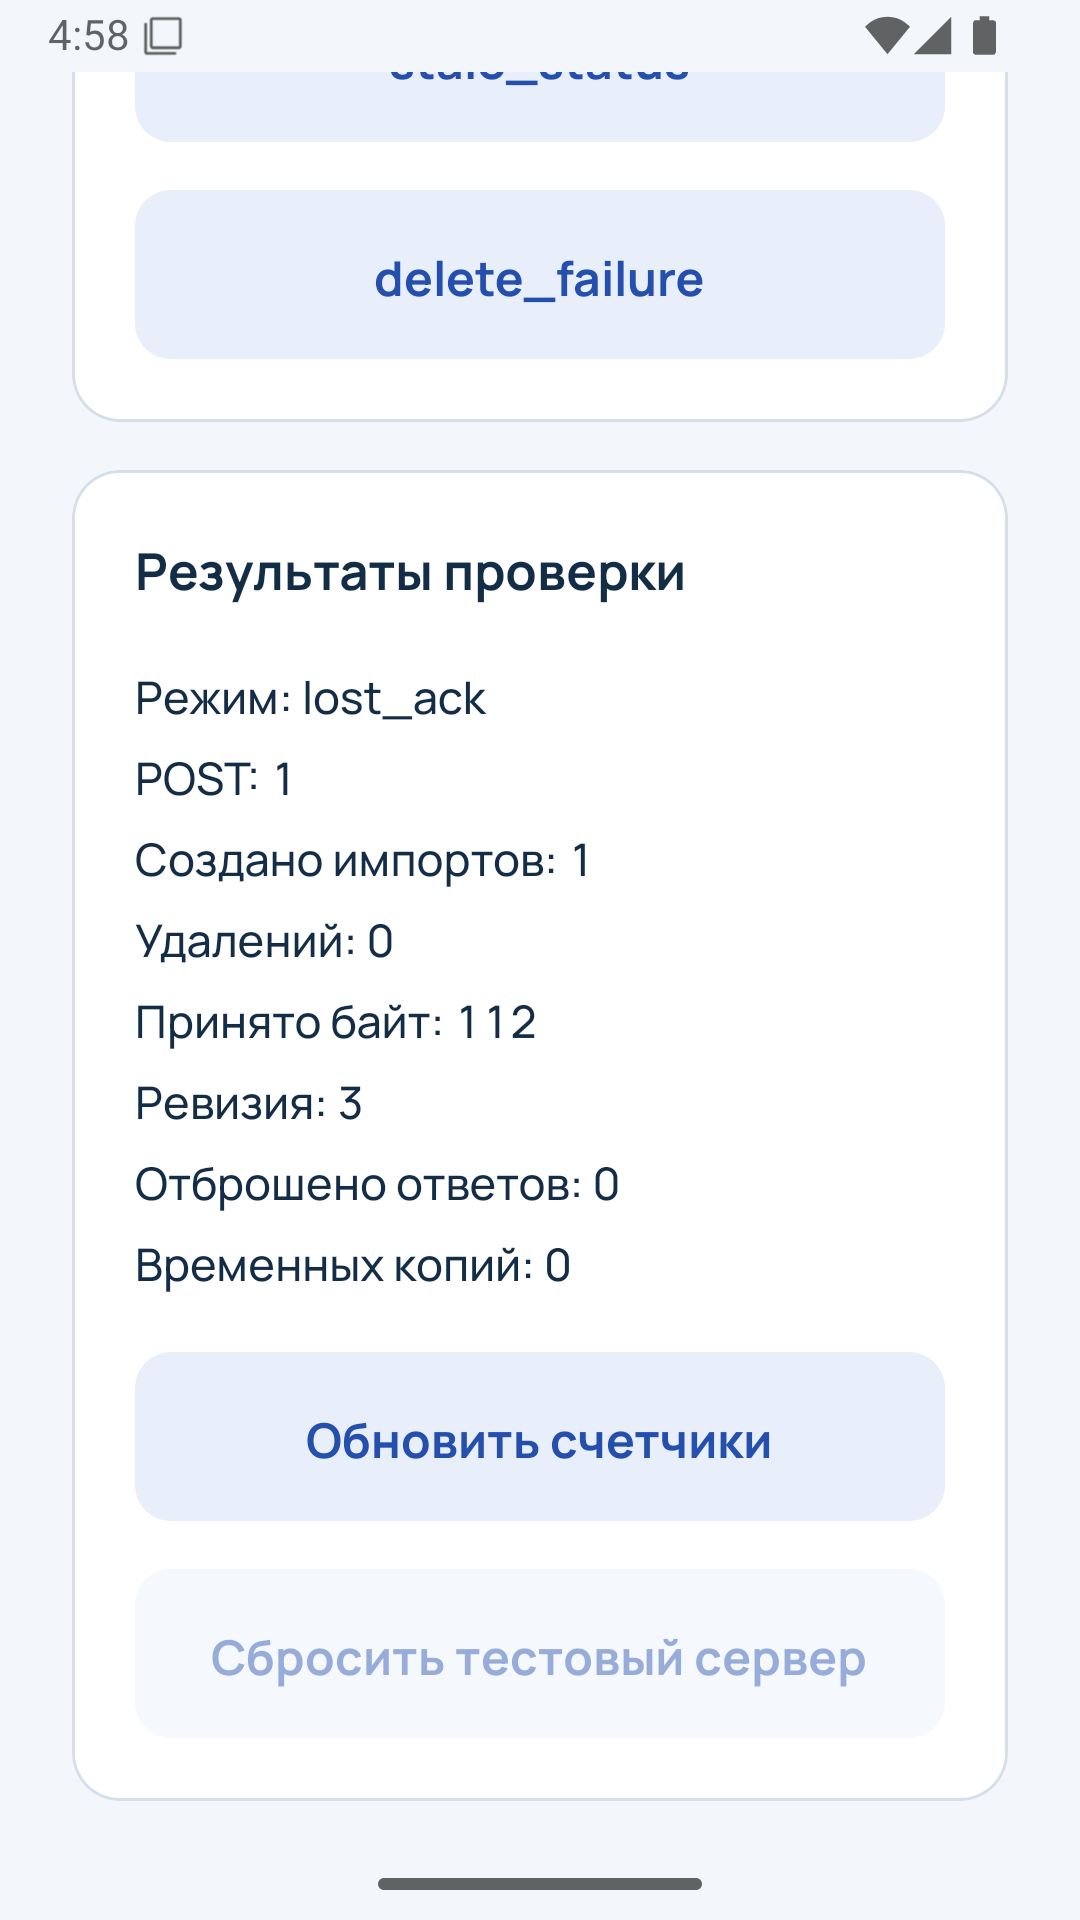 4:58
delete_failure
Результаты проверки
Режим: lost_ack
POST: 1
Создано импортов: 1
Удалений: 0
Принято байт: 112
Ревизия: 3
Отброшено ответов: 0
Временных копий: 0
Обновить счетчики
Сбросить тестовый сервер